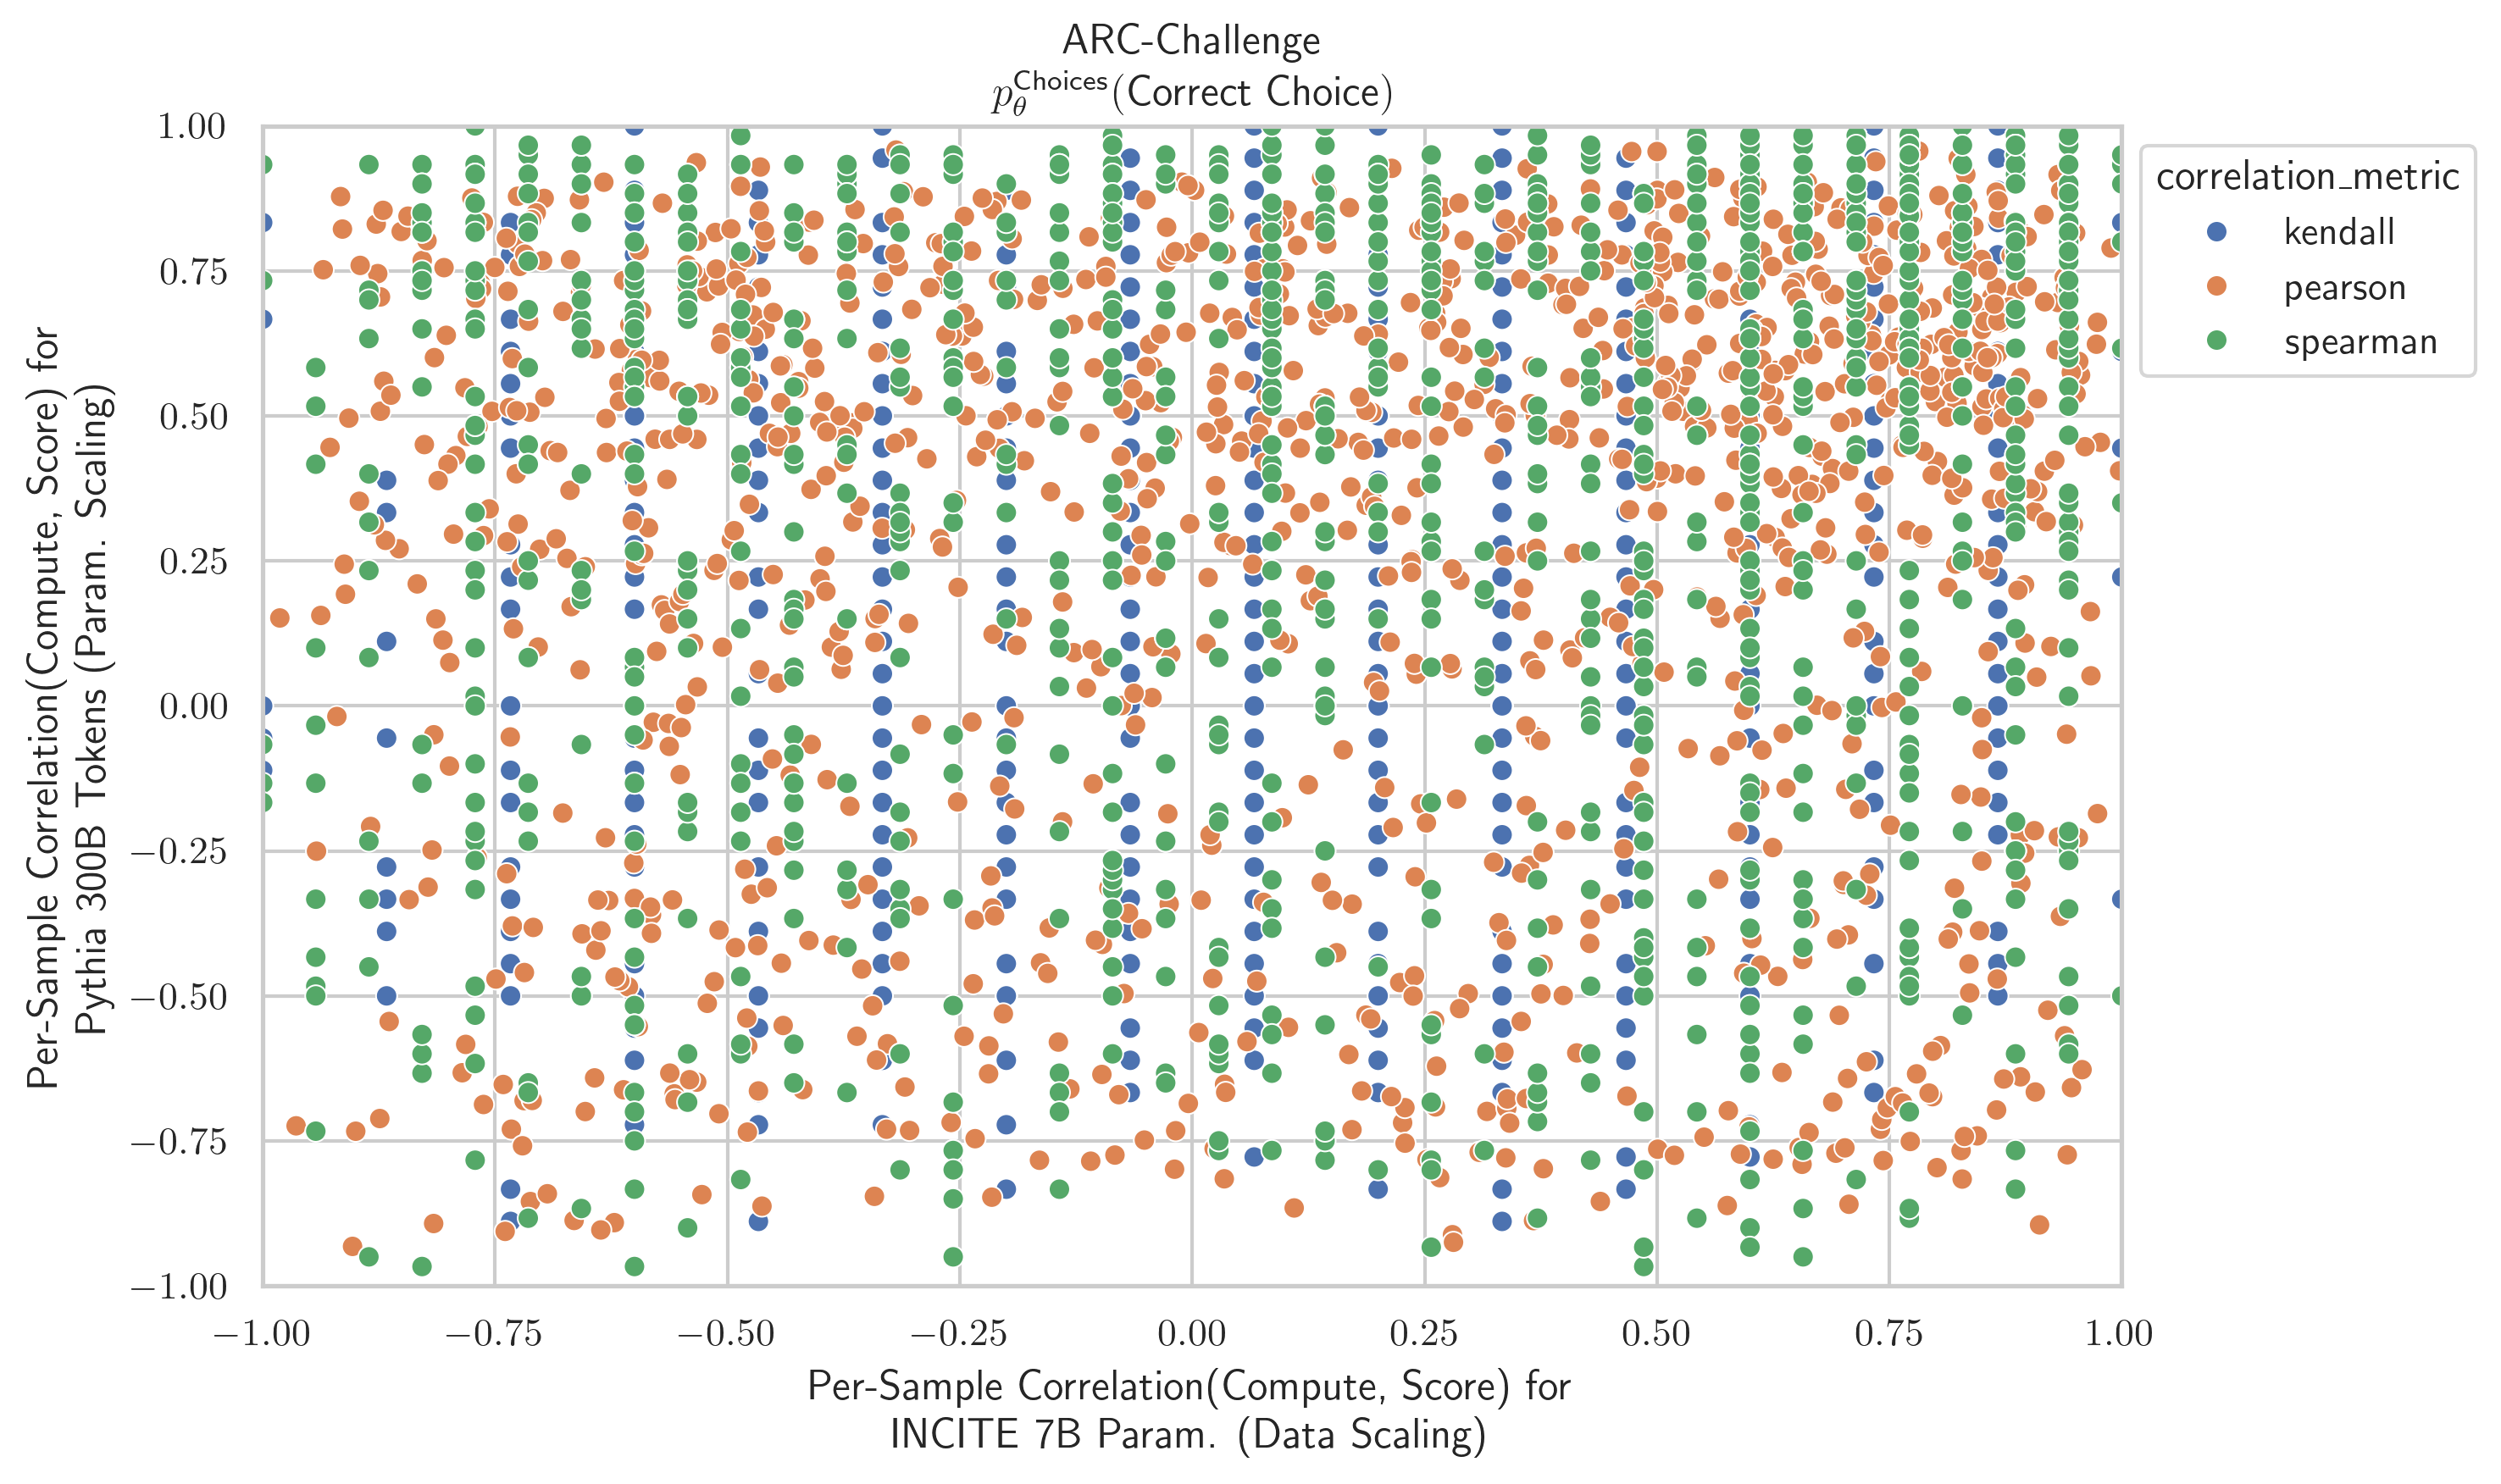 ARC-Challenge
p_θ^Choices(Correct Choice)
Per-Sample Correlation(Compute, Score) for
Pythia 300B Tokens (Param. Scaling)
1.00
0.75
0.50
0.25
0.00
−0.25
−0.50
−0.75
−1.00
−1.00 −0.75 −0.50 −0.25 0.00 0.25 0.50 0.75 1.00
Per-Sample Correlation(Compute, Score) for
INCITE 7B Param. (Data Scaling)
correlation_metric
kendall
pearson
spearman